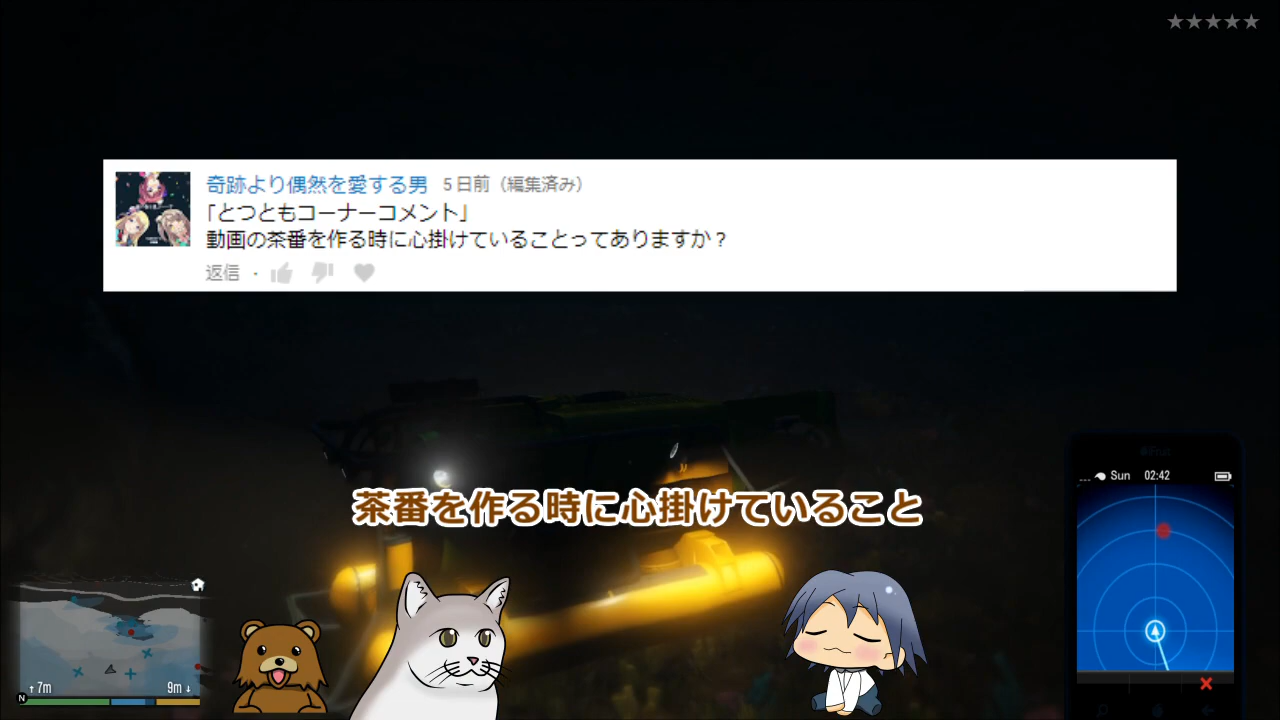 ★★★★★
奇跡より偶然を愛する男 5日前（編集済み）
「とつともコーナーコメント」
動画の茶番を作る時に心掛けていることってありますか？
返信
Sun 02:42
茶番を作る時に心掛けていること
↑7m 9m↓
N